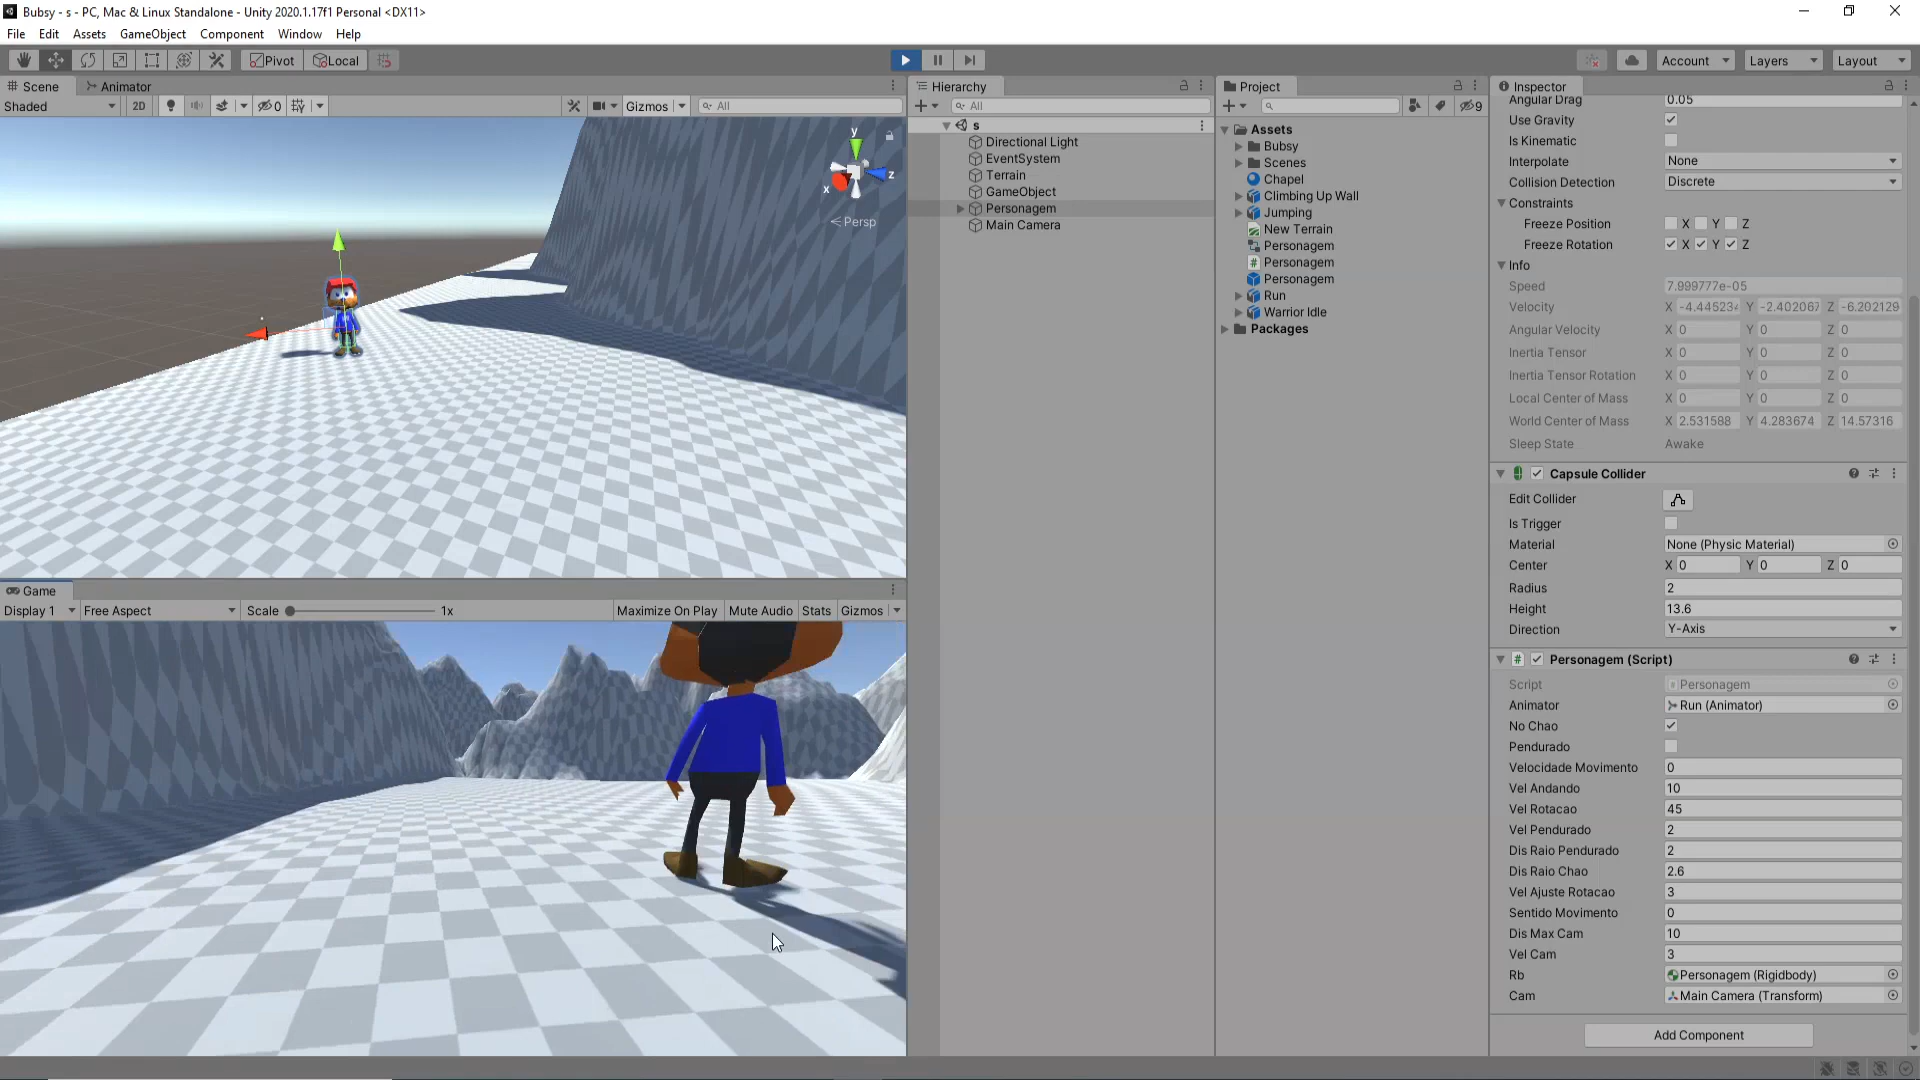 Bubsy - s - PC, Mac & Linux Standalone - Unity 2020.1.17f1 Personal <DX11>
File Edit Assets GameObject Component Window Help
Pivot Local Account Layers Layout
Scene Animator
Shaded 2D 0 Gizmos All
y
x z
Persp
Game
Display 1 Free Aspect Scale 1x Maximize On Play Mute Audio Stats Gizmos
Hierarchy
All
s
Directional Light
EventSystem
Terrain
GameObject
Personagem
Main Camera
Project
9
Assets
Bubsy
Scenes
Chapel
Climbing Up Wall
Jumping
New Terrain
Personagem
Personagem
Personagem
Run
Warrior Idle
Packages
Inspector
Angular Drag 0.05
Use Gravity
Is Kinematic
Interpolate None
Collision Detection Discrete
Constraints
Freeze Position X Y Z
Freeze Rotation X Y Z
Info
Speed 7.999777e-05
Velocity X -4.44523 Y -2.402067 Z -6.202129
Angular Velocity X 0 Y 0 Z 0
Inertia Tensor X 0 Y 0 Z 0
Inertia Tensor Rotation X 0 Y 0 Z 0
Local Center of Mass X 0 Y 0 Z 0
World Center of Mass X 2.531588 Y 4.283674 Z 14.57316
Sleep State Awake
Capsule Collider
Edit Collider
Is Trigger
Material None (Physic Material)
Center X 0 Y 0 Z 0
Radius 2
Height 13.6
Direction Y-Axis
Personagem (Script)
Script Personagem
Animator Run (Animator)
No Chao
Pendurado
Velocidade Movimento 0
Vel Andando 10
Vel Rotacao 45
Vel Pendurado 2
Dis Raio Pendurado 2
Dis Raio Chao 2.6
Vel Ajuste Rotacao 3
Sentido Movimento 0
Dis Max Cam 10
Vel Cam 3
Rb Personagem (Rigidbody)
Cam Main Camera (Transform)
Add Component